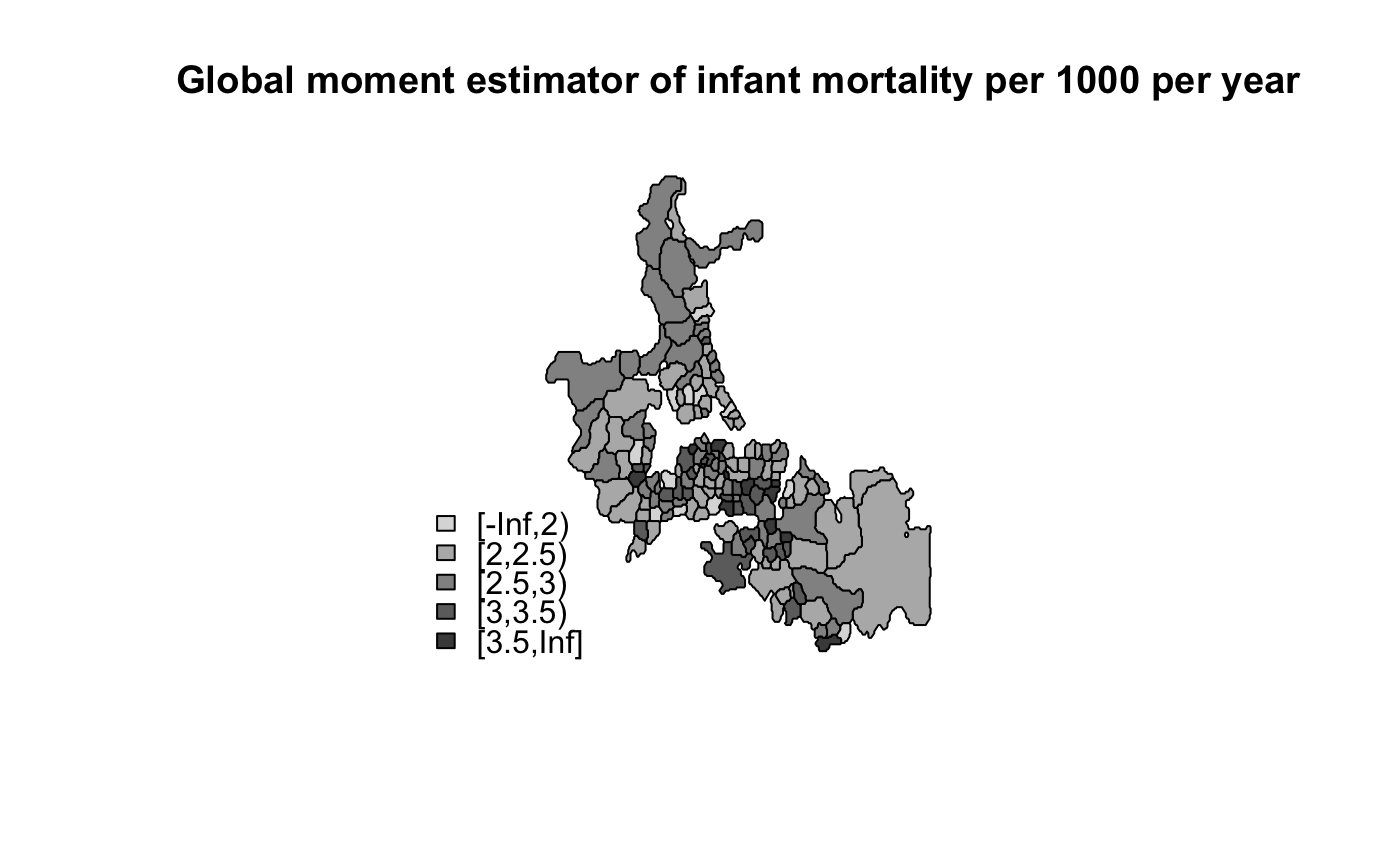 Global moment estimator of infant mortality per 1000 per year
[-Inf,2)
[2,2.5)
[2.5,3)
[3,3.5)
[3.5,Inf]